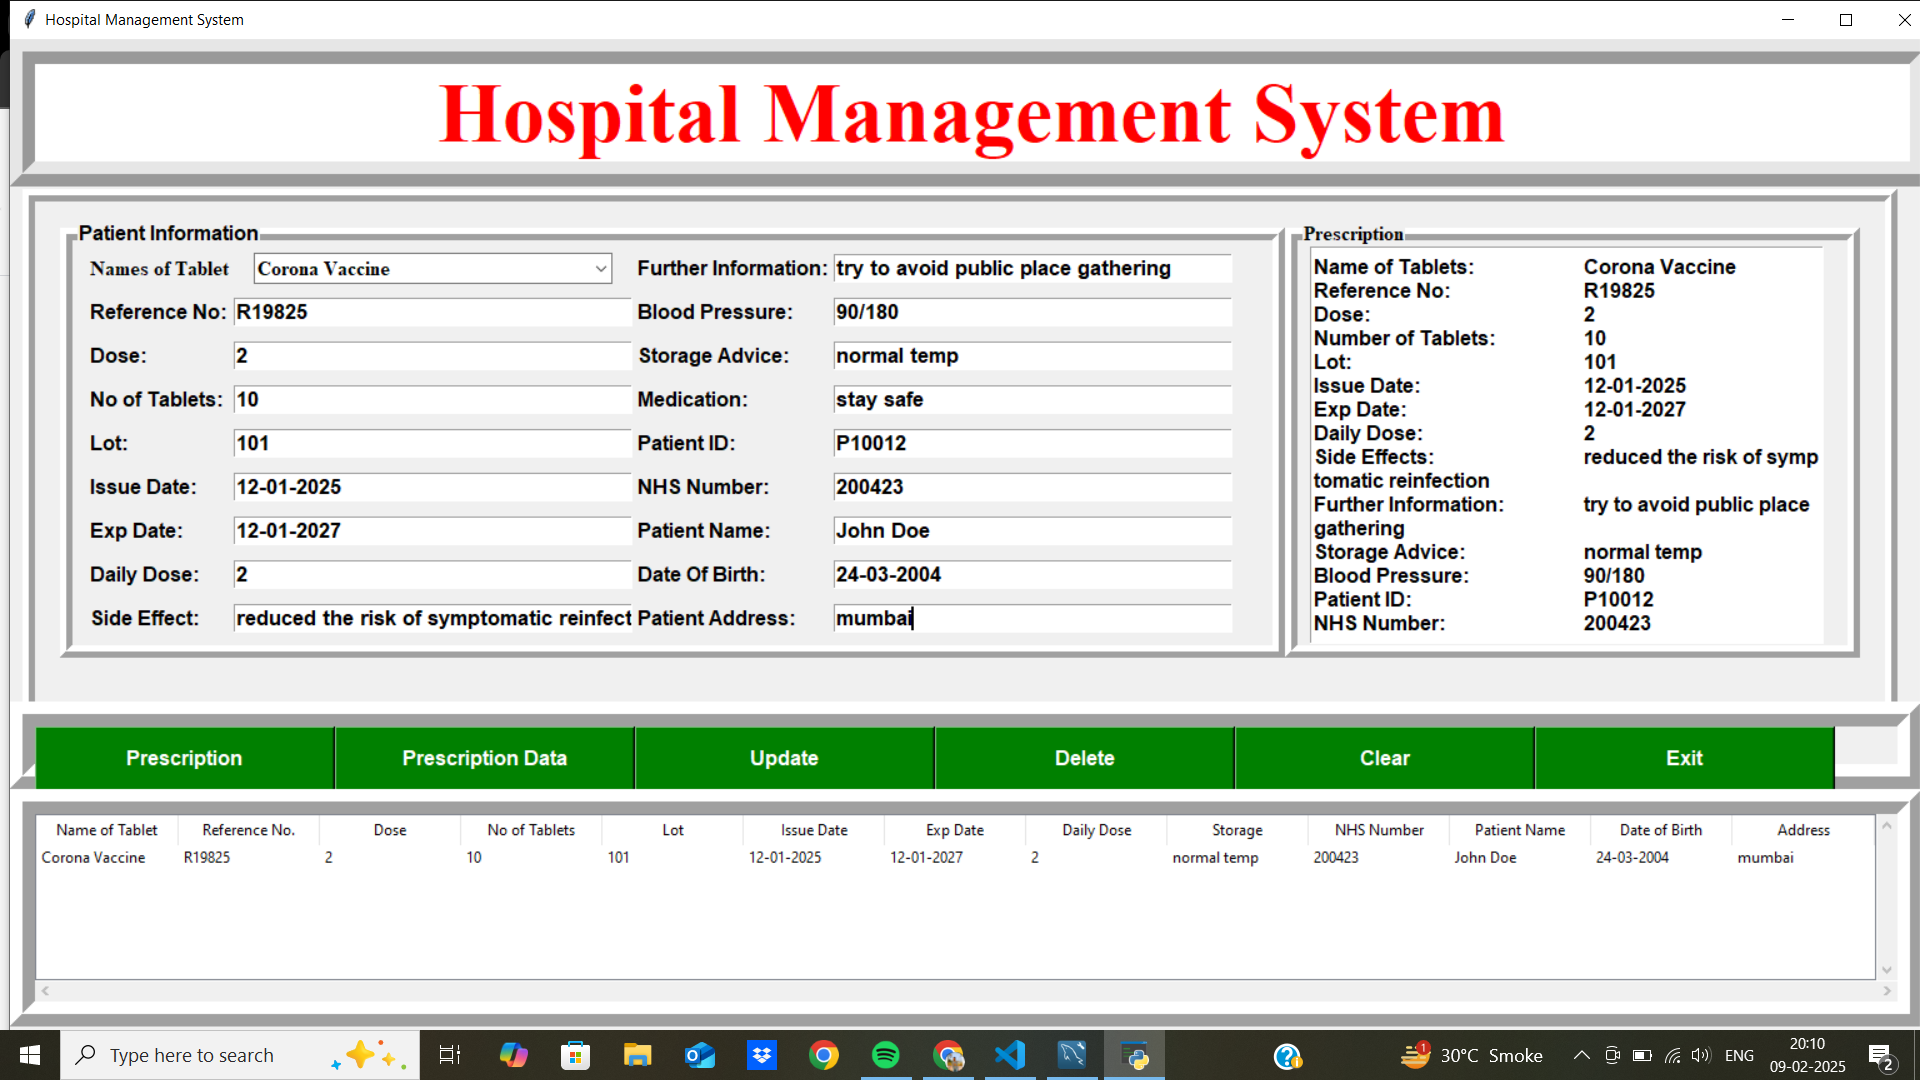 Hospital Management System
Hospital Management System
Patient Information
Names of Tablet Corona Vaccine Further Information: try to avoid public place gathering
Reference No: R19825 Blood Pressure: 90/180
Dose: 2 Storage Advice: normal temp
No of Tablets: 10 Medication: stay safe
Lot: 101 Patient ID: P10012
Issue Date: 12-01-2025 NHS Number: 200423
Exp Date: 12-01-2027 Patient Name: John Doe
Daily Dose: 2 Date Of Birth: 24-03-2004
Side Effect: reduced the risk of symptomatic reinfect Patient Address: mumbai
Prescription
Name of Tablets: Corona Vaccine
Reference No: R19825
Dose: 2
Number of Tablets: 10
Lot: 101
Issue Date: 12-01-2025
Exp Date: 12-01-2027
Daily Dose: 2
Side Effects: reduced the risk of symp
tomatic reinfection
Further Information: try to avoid public place
gathering
Storage Advice: normal temp
Blood Pressure: 90/180
Patient ID: P10012
NHS Number: 200423
Prescription Prescription Data Update Delete Clear Exit
Name of Tablet Reference No. Dose No of Tablets Lot Issue Date Exp Date Daily Dose Storage NHS Number Patient Name Date of Birth Address
Corona Vaccine R19825 2 10 101 12-01-2025 12-01-2027 2 normal temp 200423 John Doe 24-03-2004 mumbai
Type here to search
1
30°C Smoke
ENG
20:10
09-02-2025
2